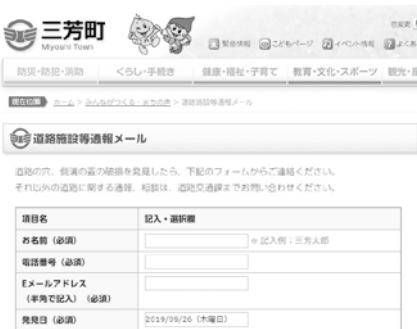 三芳町
Miyoshi Town
緊急情報 こどもページ イベント情報 よくあ
防災・防犯・消防 くらし・手続き 健康・福祉・子育て 教育・文化・スポーツ 観光・
現在位置 ホーム > みんながつくる・まちの声 > 道路施設等通報メール
道路施設等通報メール
道路の穴、側溝の蓋の破損を発見したら、下記のフォームからご連絡ください。
それ以外の道路に関する通報、相談は、道路交通課までお問い合わせください。
項目名 記入・選択欄
お名前（必須） ※記入例：三芳太郎
電話番号（必須）
Eメールアドレス
（半角で記入）（必須）
発見日（必須） 2019/09/26（木曜日）